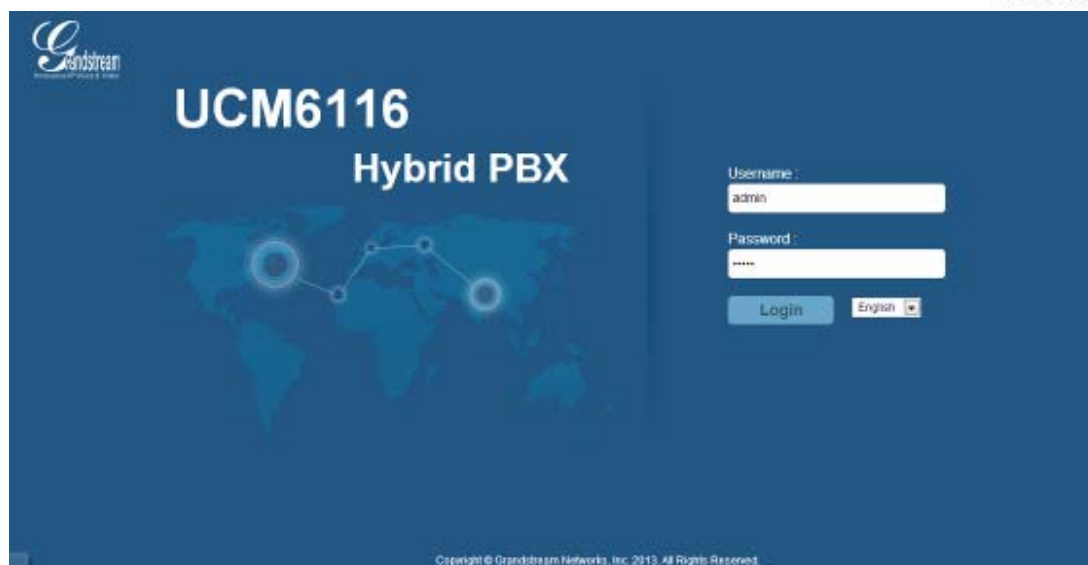 Grandstream
UCM6116
Hybrid PBX
Username :
admin
Password :
•••••
Login
English
Copyright © Grandstream Networks, Inc. 2013. All Rights Reserved.